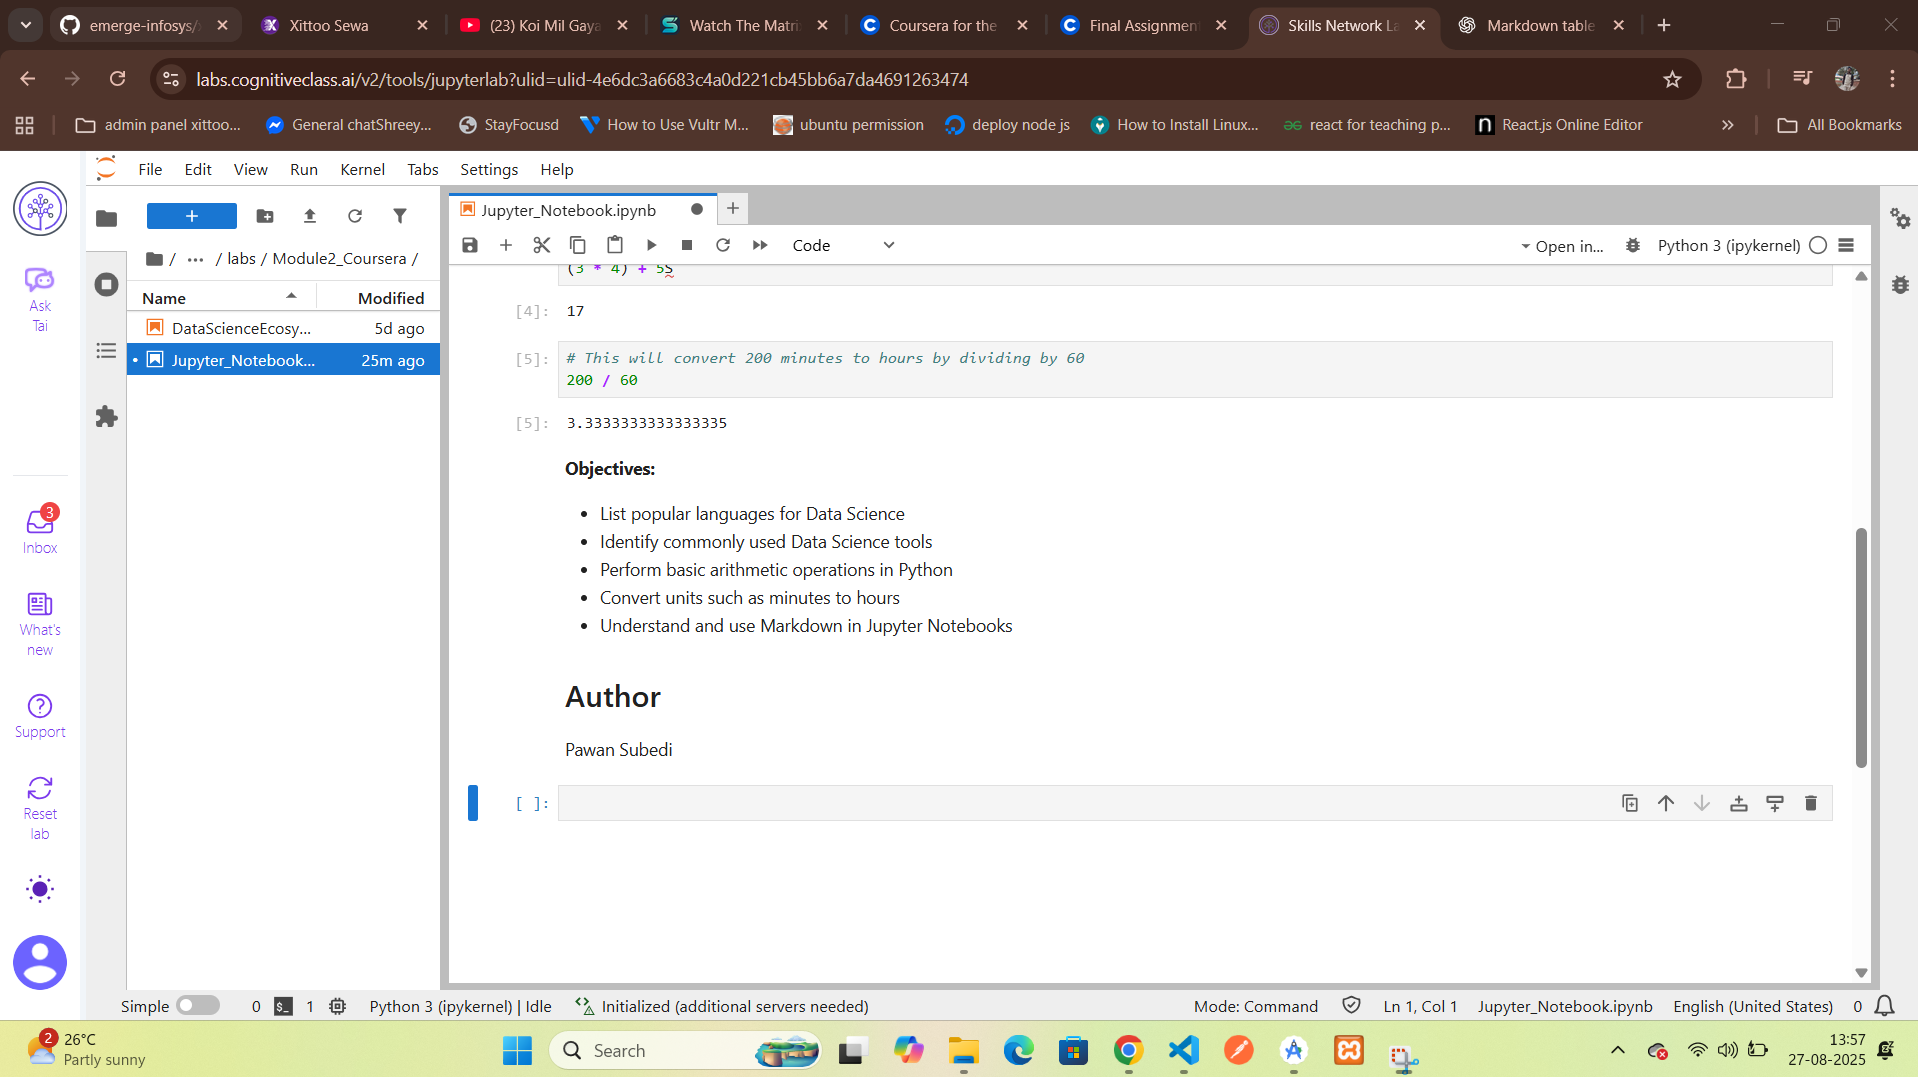 emerge-infosys/
Xittoo Sewa
(23) Koi Mil Gaya
Watch The Matri
Coursera for the
Final Assignmen
Skills Network La
Markdown table
labs.cognitiveclass.ai/v2/tools/jupyterlab?ulid=ulid-4e6dc3a6683c4a0d221cb45bb6a7da4691263474
admin panel xittoo...
General chatShreey...
StayFocusd
How to Use Vultr M...
ubuntu permission
deploy node js
How to Install Linux...
react for teaching p...
React.js Online Editor
All Bookmarks
File Edit View Run Kernel Tabs Settings Help
Ask
Tai
Inbox
3
What's
new
Support
Reset
lab
/ ... / labs / Module2_Coursera /
Name Modified
DataScienceEcosy... 5d ago
Jupyter_Notebook... 25m ago
Jupyter_Notebook.ipynb
Code
Open in...
Python 3 (ipykernel)
(3 * 4) + 5S
[4]: 17
[5]: # This will convert 200 minutes to hours by dividing by 60
200 / 60
[5]: 3.3333333333333335
Objectives:
• List popular languages for Data Science
• Identify commonly used Data Science tools
• Perform basic arithmetic operations in Python
• Convert units such as minutes to hours
• Understand and use Markdown in Jupyter Notebooks
Author
Pawan Subedi
[ ]:
Simple 0 1 Python 3 (ipykernel) | Idle Initialized (additional servers needed) Mode: Command Ln 1, Col 1 Jupyter_Notebook.ipynb English (United States) 0
2
26°C
Partly sunny
Search
13:57
27-08-2025